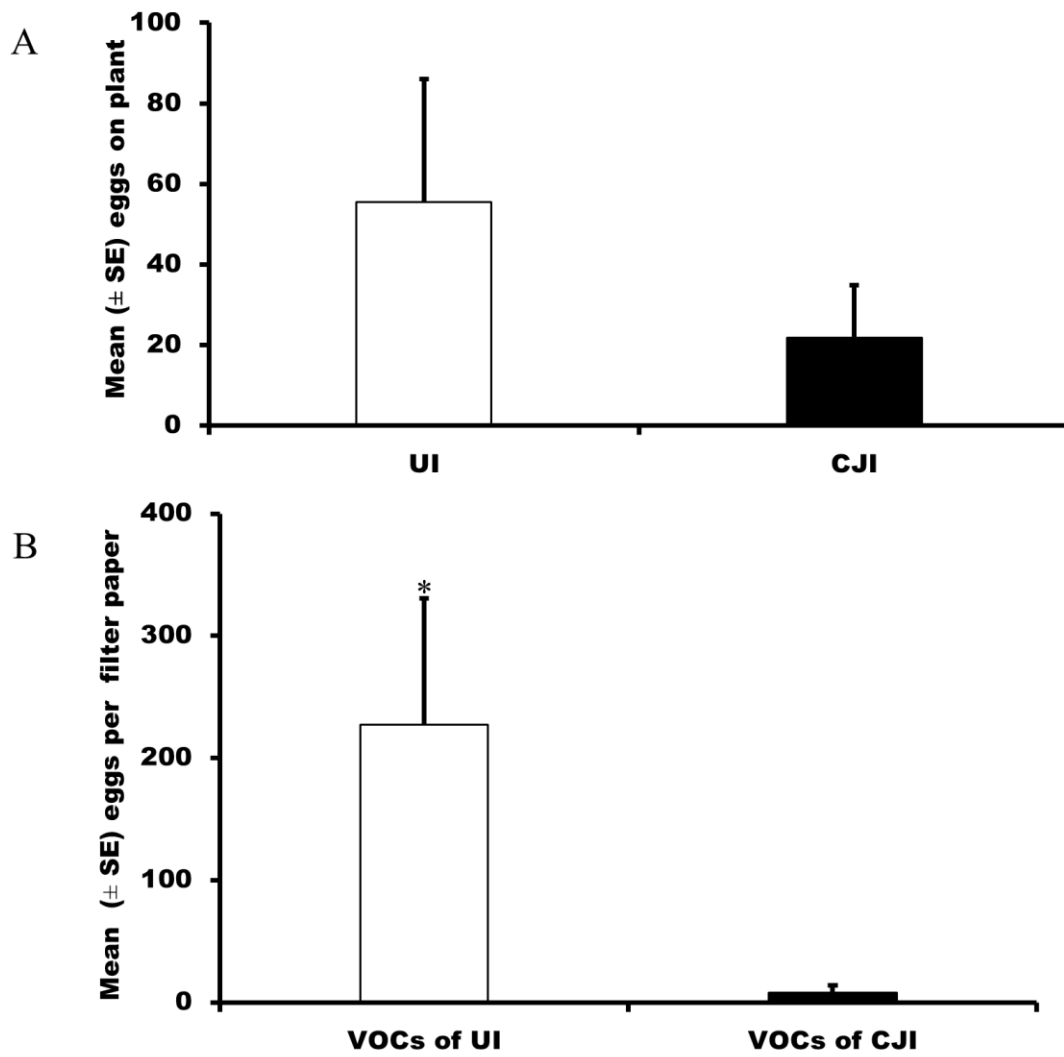 A
Mean (± SE) eggs on plant
100
80
60
40
20
0
UI
CJI
B
Mean (± SE) eggs per filter paper
400
300
200
100
0
*
VOCs of UI
VOCs of CJI